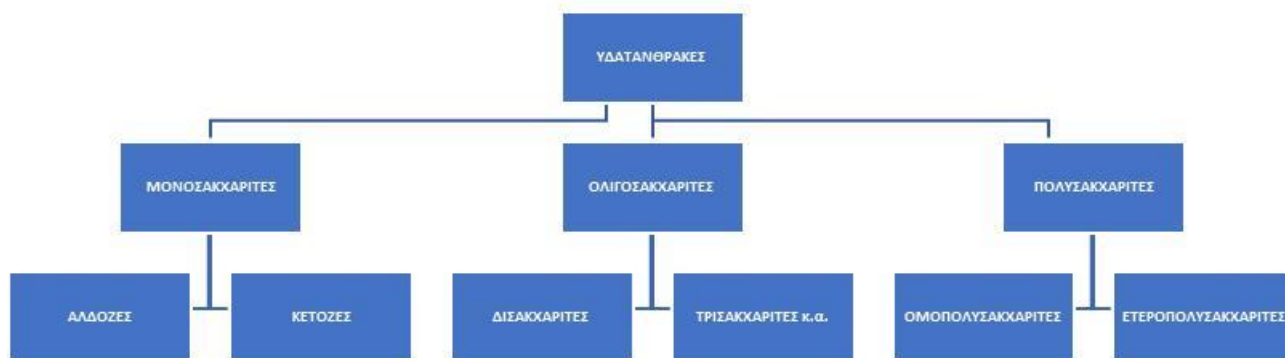 ΥΔΑΤΑΝΘΡΑΚΕΣ
ΜΟΝΟΣΑΚΧΑΡΙΤΕΣ
ΟΛΙΓΟΣΑΚΧΑΡΙΤΕΣ
ΠΟΛΥΣΑΚΧΑΡΙΤΕΣ
ΑΛΔΟΖΕΣ
ΚΕΤΟΖΕΣ
ΔΙΣΑΚΧΑΡΙΤΕΣ
ΤΡΙΣΑΚΧΑΡΙΤΕΣ κ.α.
ΟΜΟΠΟΛΥΣΑΚΧΑΡΙΤΕΣ
ΕΤΕΡΟΠΟΛΥΣΑΚΧΑΡΙΤΕΣ